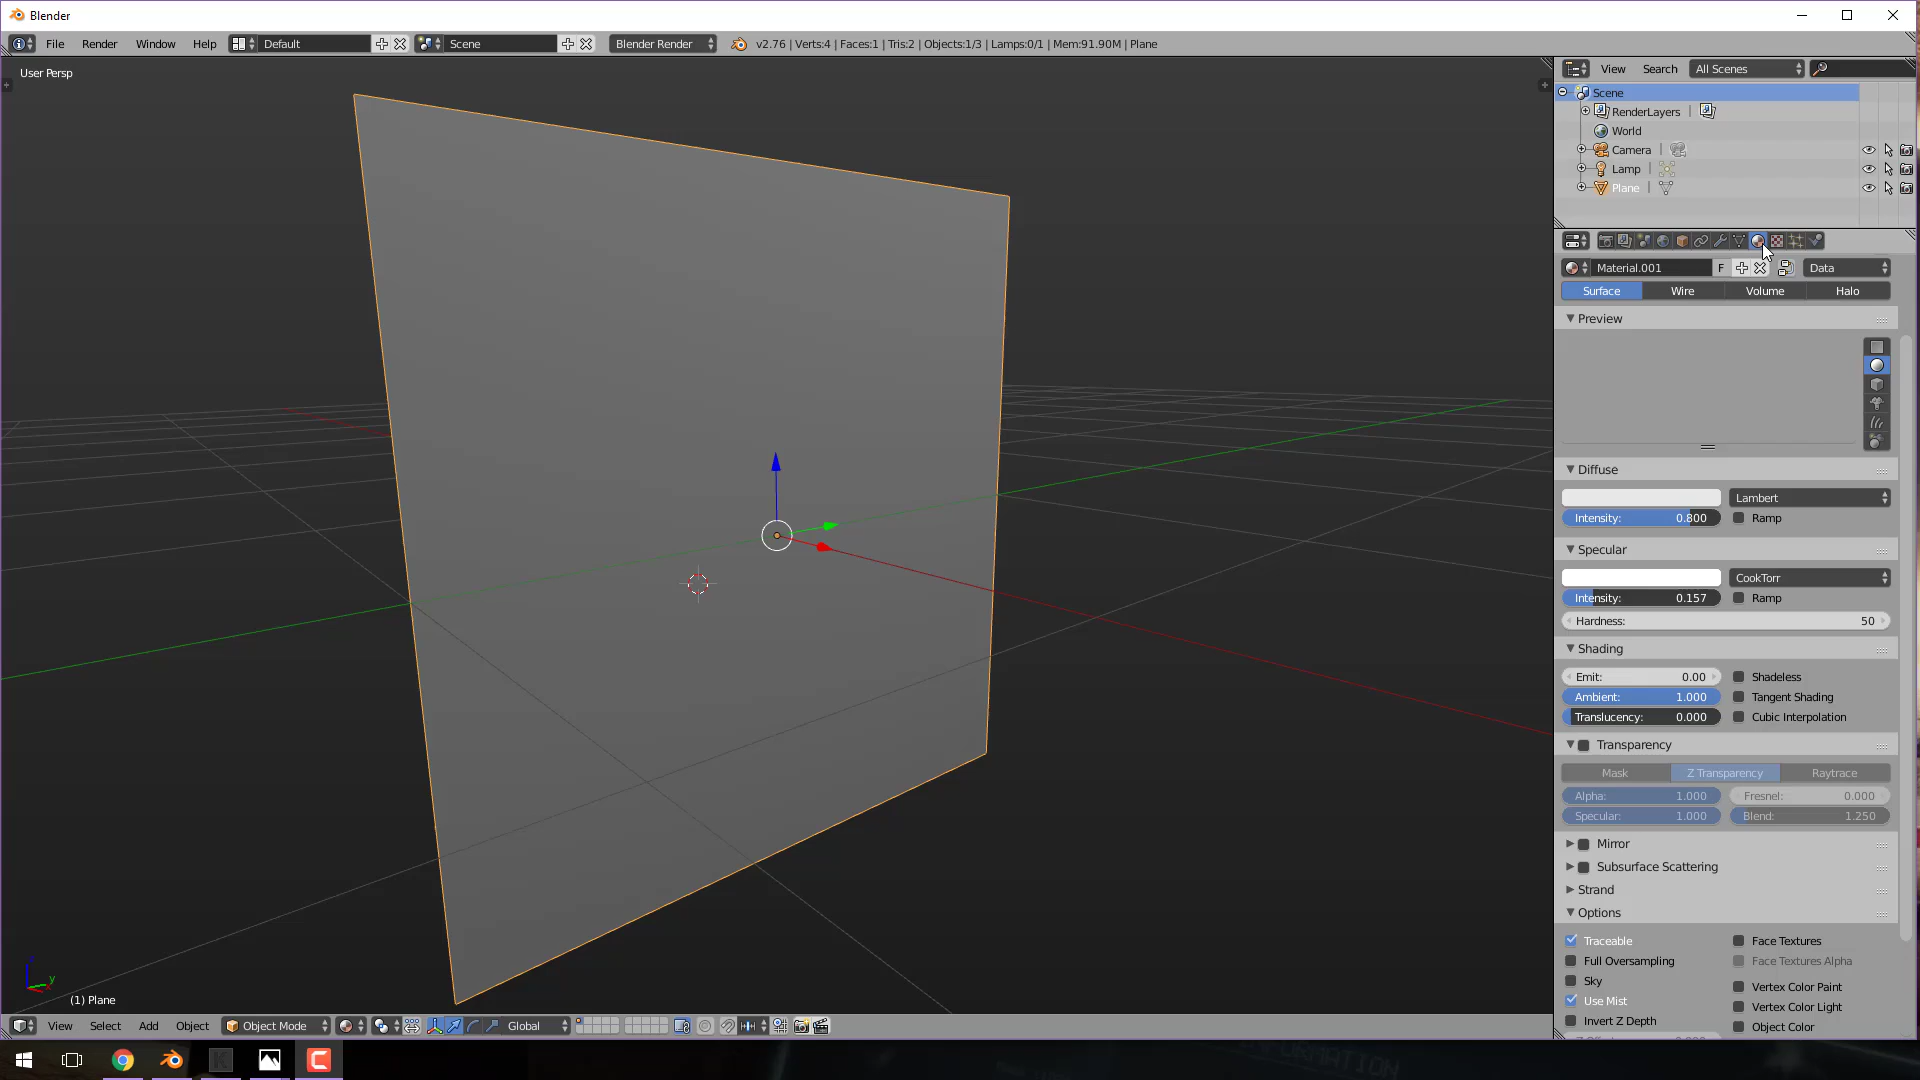 Blender
File Render Window Help Default Scene Blender Render v2.76 | Verts:4 | Faces:1 | Tris:2 | Objects:1/3 | Lamps:0/1 | Mem:91.90M | Plane
User Persp
View Search All Scenes
Scene
RenderLayers |
World
Camera |
Lamp |
Plane |
Material.001 F Data
Surface Wire Volume Halo
Preview
Diffuse
Lambert
Intensity: 0.800 Ramp
Specular
CookTorr
Intensity: 0.157 Ramp
Hardness: 50
Shading
Emit: 0.00 Shadeless
Ambient: 1.000 Tangent Shading
Translucency: 0.000 Cubic Interpolation
Transparency
Mask Z Transparency Raytrace
Alpha: 1.000 Fresnel: 0.000
Specular: 1.000 Blend: 1.250
Mirror
Subsurface Scattering
Strand
Options
Traceable Face Textures
Full Oversampling Face Textures Alpha
Sky Vertex Color Paint
Use Mist Vertex Color Light
Invert Z Depth Object Color
y
(1) Plane
View Select Add Object Object Mode Global